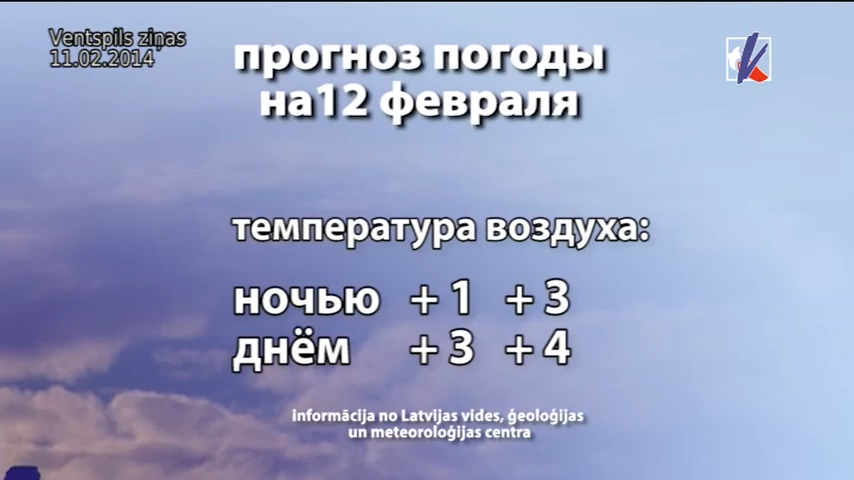 Ventspils ziņas
11.02.2014
прогноз погоды
на12 февраля
температура воздуха:
ночью + 1 + 3
днём + 3 + 4
informācija no Latvijas vides, ģeoloģijas
un meteoroloģijas centra